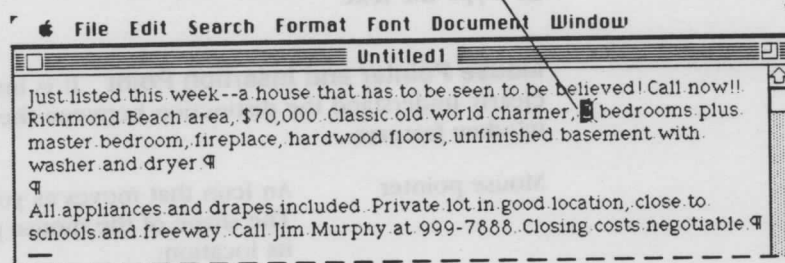 File Edit Search Format Font Document Window
Untitled1
Just listed this week--a house that has to be seen to be believed! Call now!!
Richmond Beach area, $70,000 Classic old world charmer, bedrooms plus
master bedroom, fireplace, hardwood floors, unfinished basement with
washer and dryer ¶
¶
All appliances and drapes included. Private lot in good location, close to
schools and freeway. Call Jim Murphy at 999-7888. Closing costs negotiable.¶